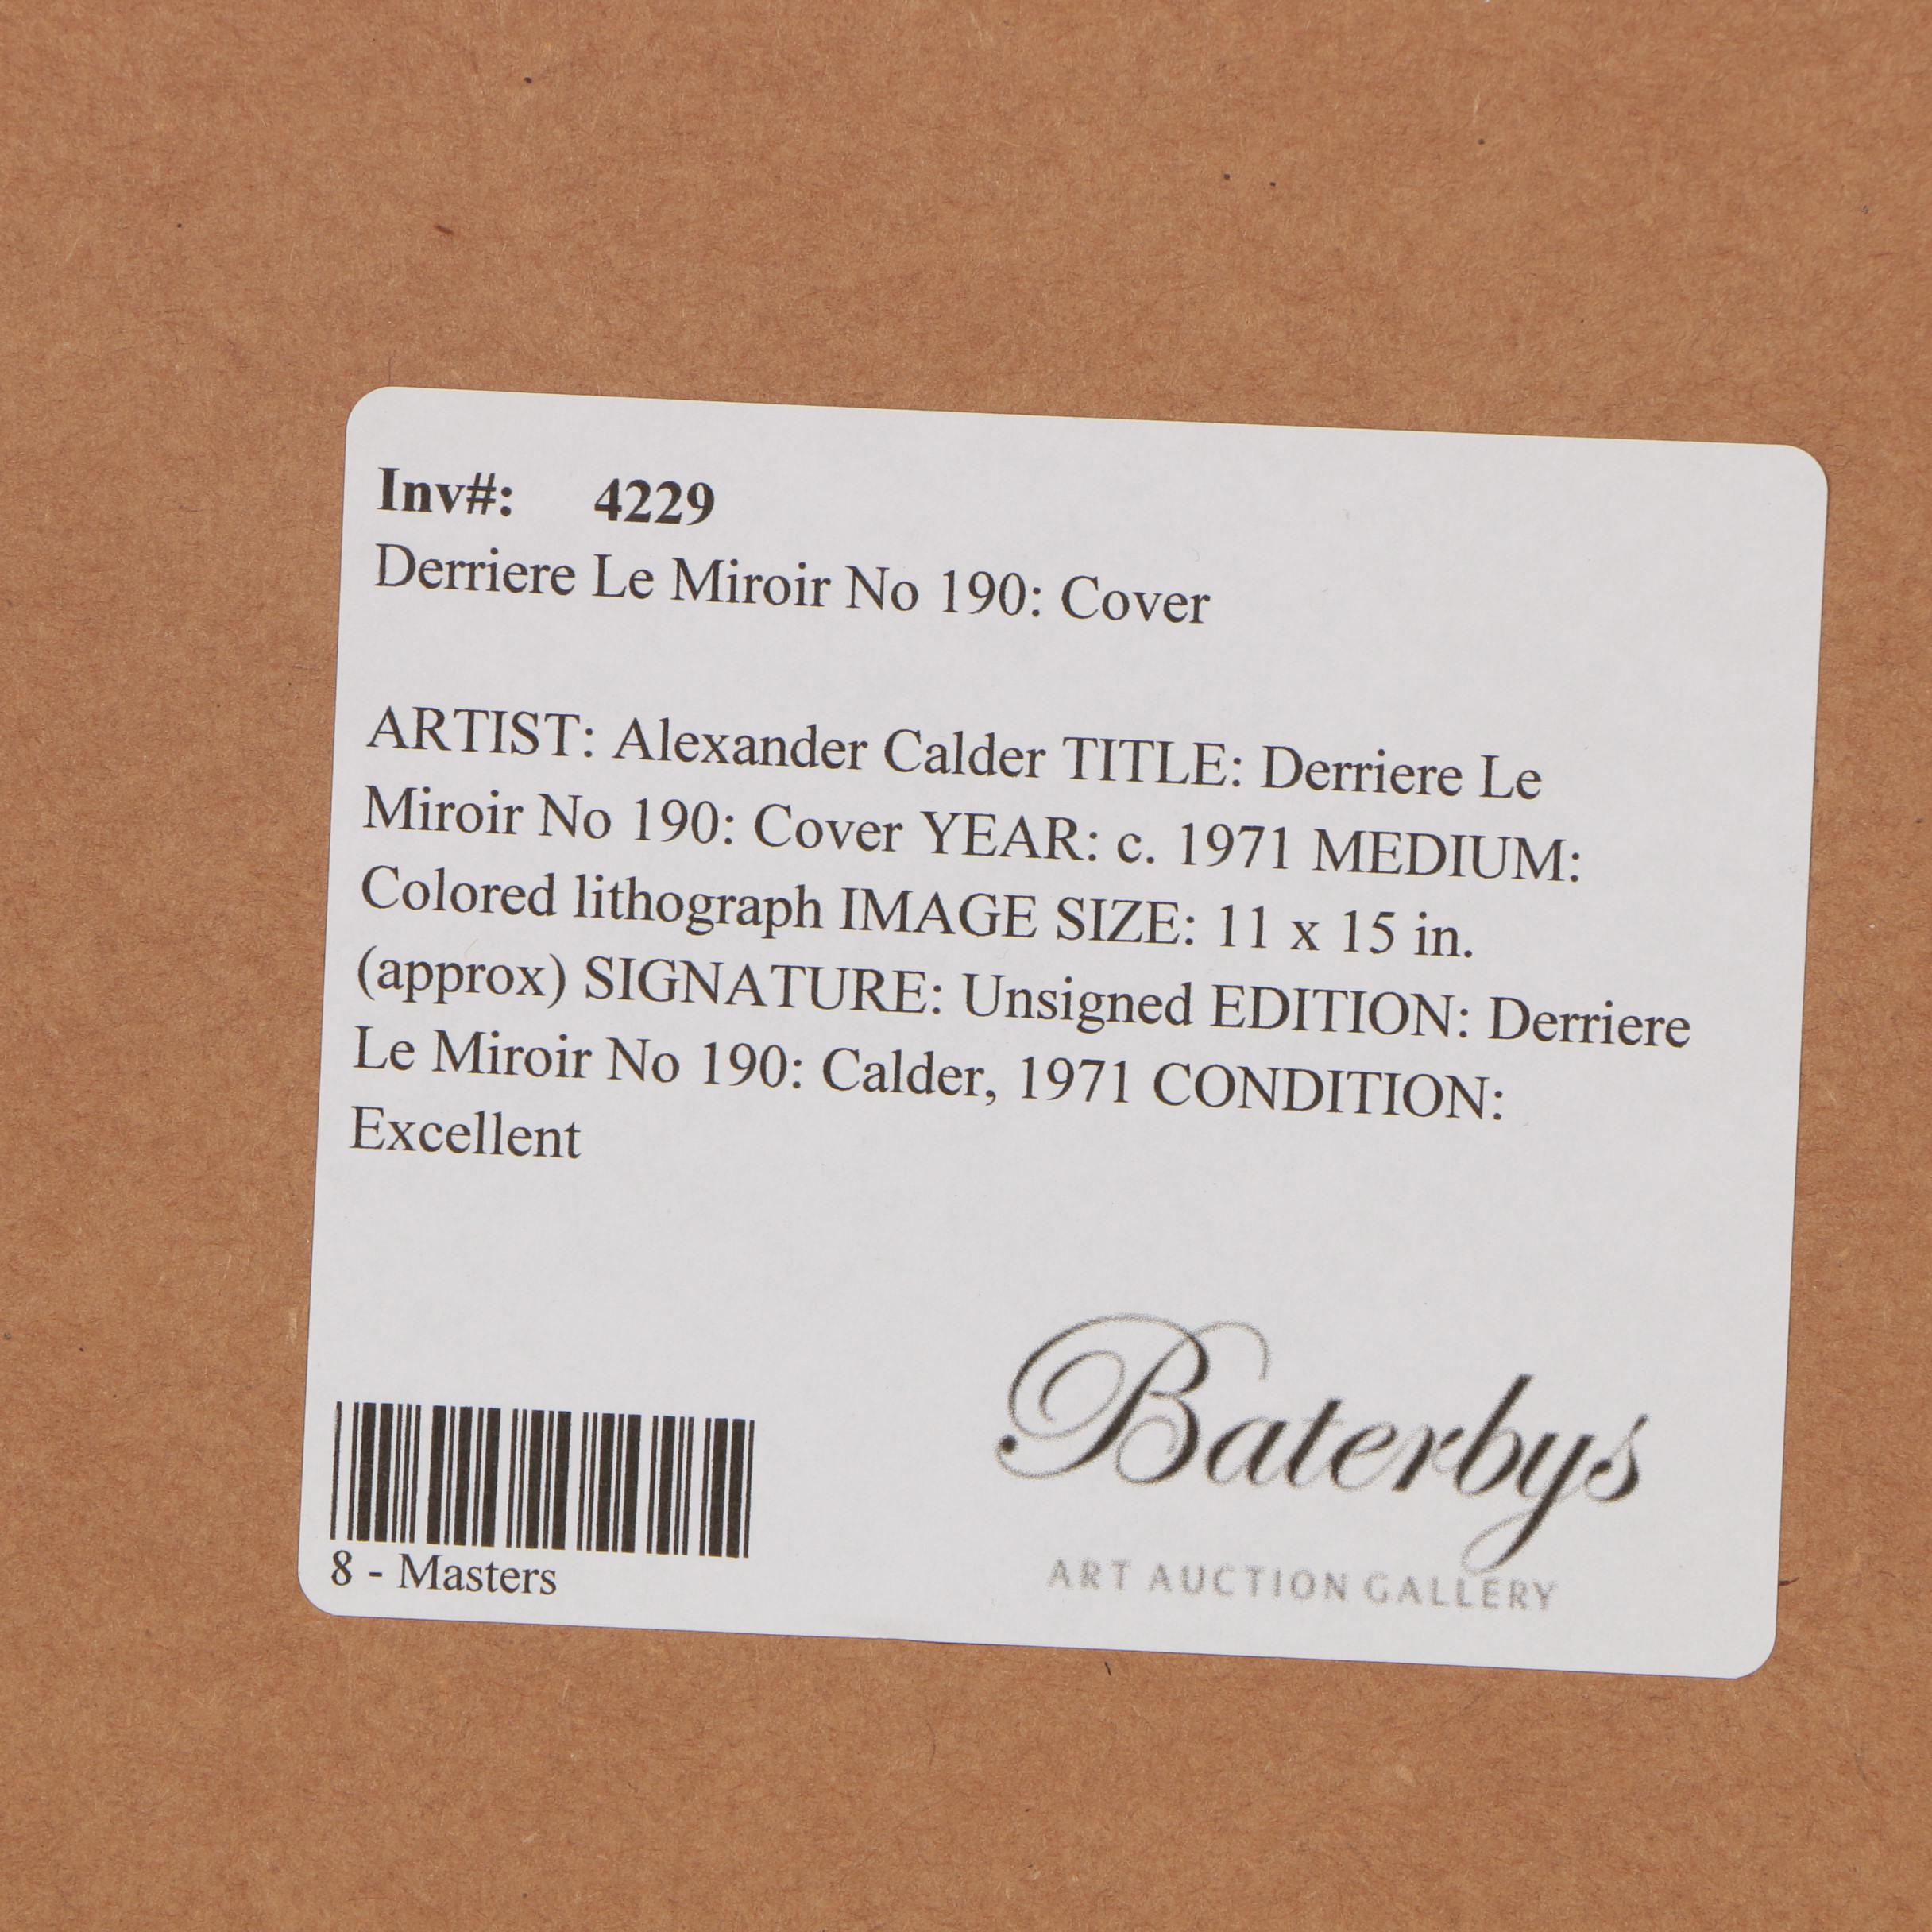 Inv#: 4229
Derriere Le Miroir No 190: Cover
ARTIST: Alexander Calder TITLE: Derriere Le
Miroir No 190: Cover YEAR: c. 1971 MEDIUM:
Colored lithograph IMAGE SIZE: 11 x 15 in.
(approx) SIGNATURE: Unsigned EDITION: Derriere
Le Miroir No 190: Calder, 1971 CONDITION:
Excellent
8 - Masters
Baterbys
ART AUCTION GALLERY